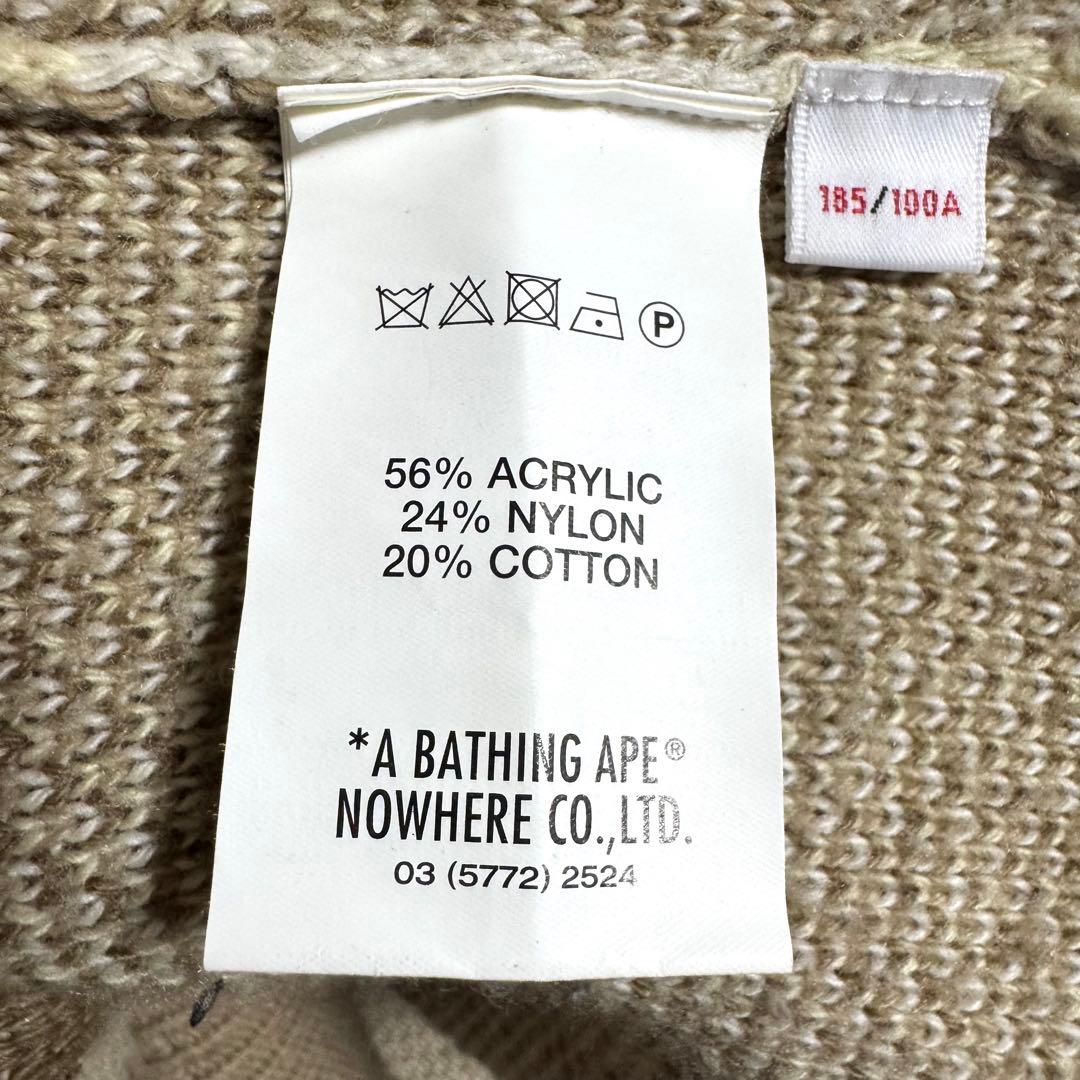 185/100A
P
56% ACRYLIC
24% NYLON
20% COTTON
*A BATHING APE®
NOWHERE CO.,LTD.
03 (5772) 2524